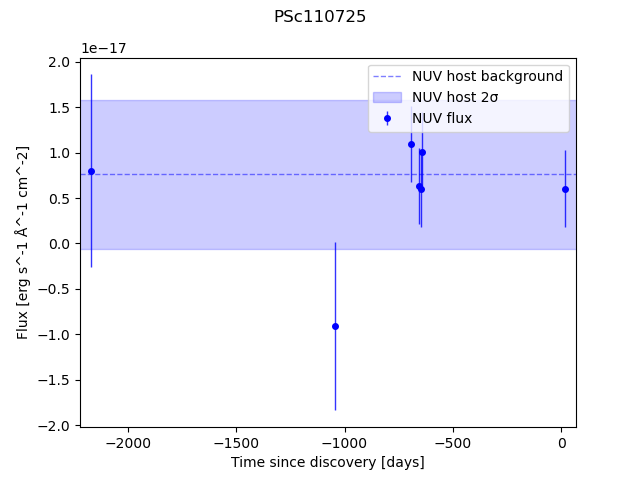 PSc110725
1e−17
NUV host background
NUV host 2σ
NUV flux
2.0
1.5
1.0
0.5
0.0
−0.5
−1.0
−1.5
−2.0
Flux [erg s^-1 Å^-1 cm^-2]
−2000
−1500
−1000
−500
0
Time since discovery [days]